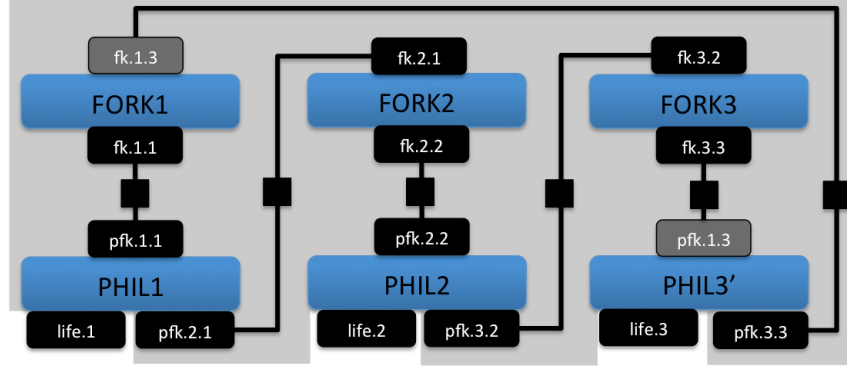 fk.1.3 fk.2.1 fk.3.2
FORK1 FORK2 FORK3
fk.1.1 fk.2.2 fk.3.3
pfk.1.1 pfk.2.2 pfk.1.3
PHIL1 PHIL2 PHIL3′
life.1 pfk.2.1 life.2 pfk.3.2 life.3 pfk.3.3